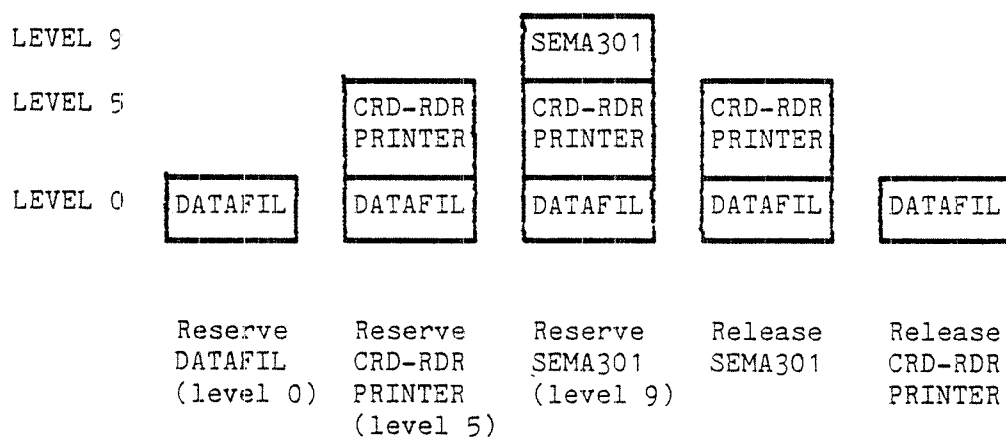 LEVEL 9 SEMA301
LEVEL 5 CRD-RDR CRD-RDR CRD-RDR
PRINTER PRINTER PRINTER
LEVEL 0 DATAFIL DATAFIL DATAFIL DATAFIL DATAFIL
Reserve Reserve Reserve Release Release
DATAFIL CRD-RDR SEMA301 SEMA301 CRD-RDR
(level 0) PRINTER (level 9) PRINTER
(level 5)